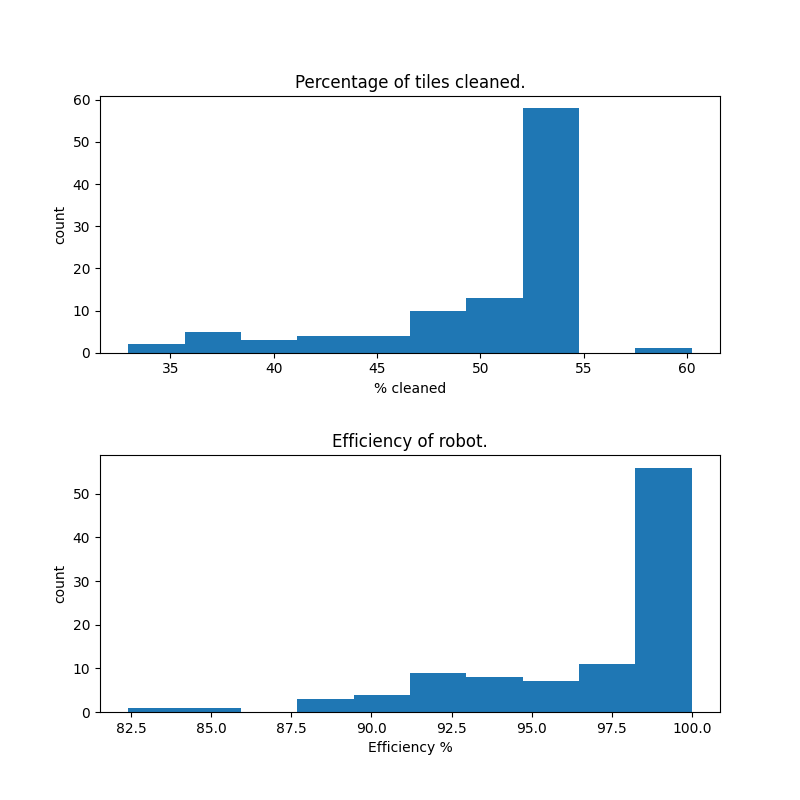 Percentage of tiles cleaned.
60
50
40
30
20
10
0
count
35 40 45 50 55 60
% cleaned
Efficiency of robot.
50
40
30
20
10
0
count
82.5 85.0 87.5 90.0 92.5 95.0 97.5 100.0
Efficiency %